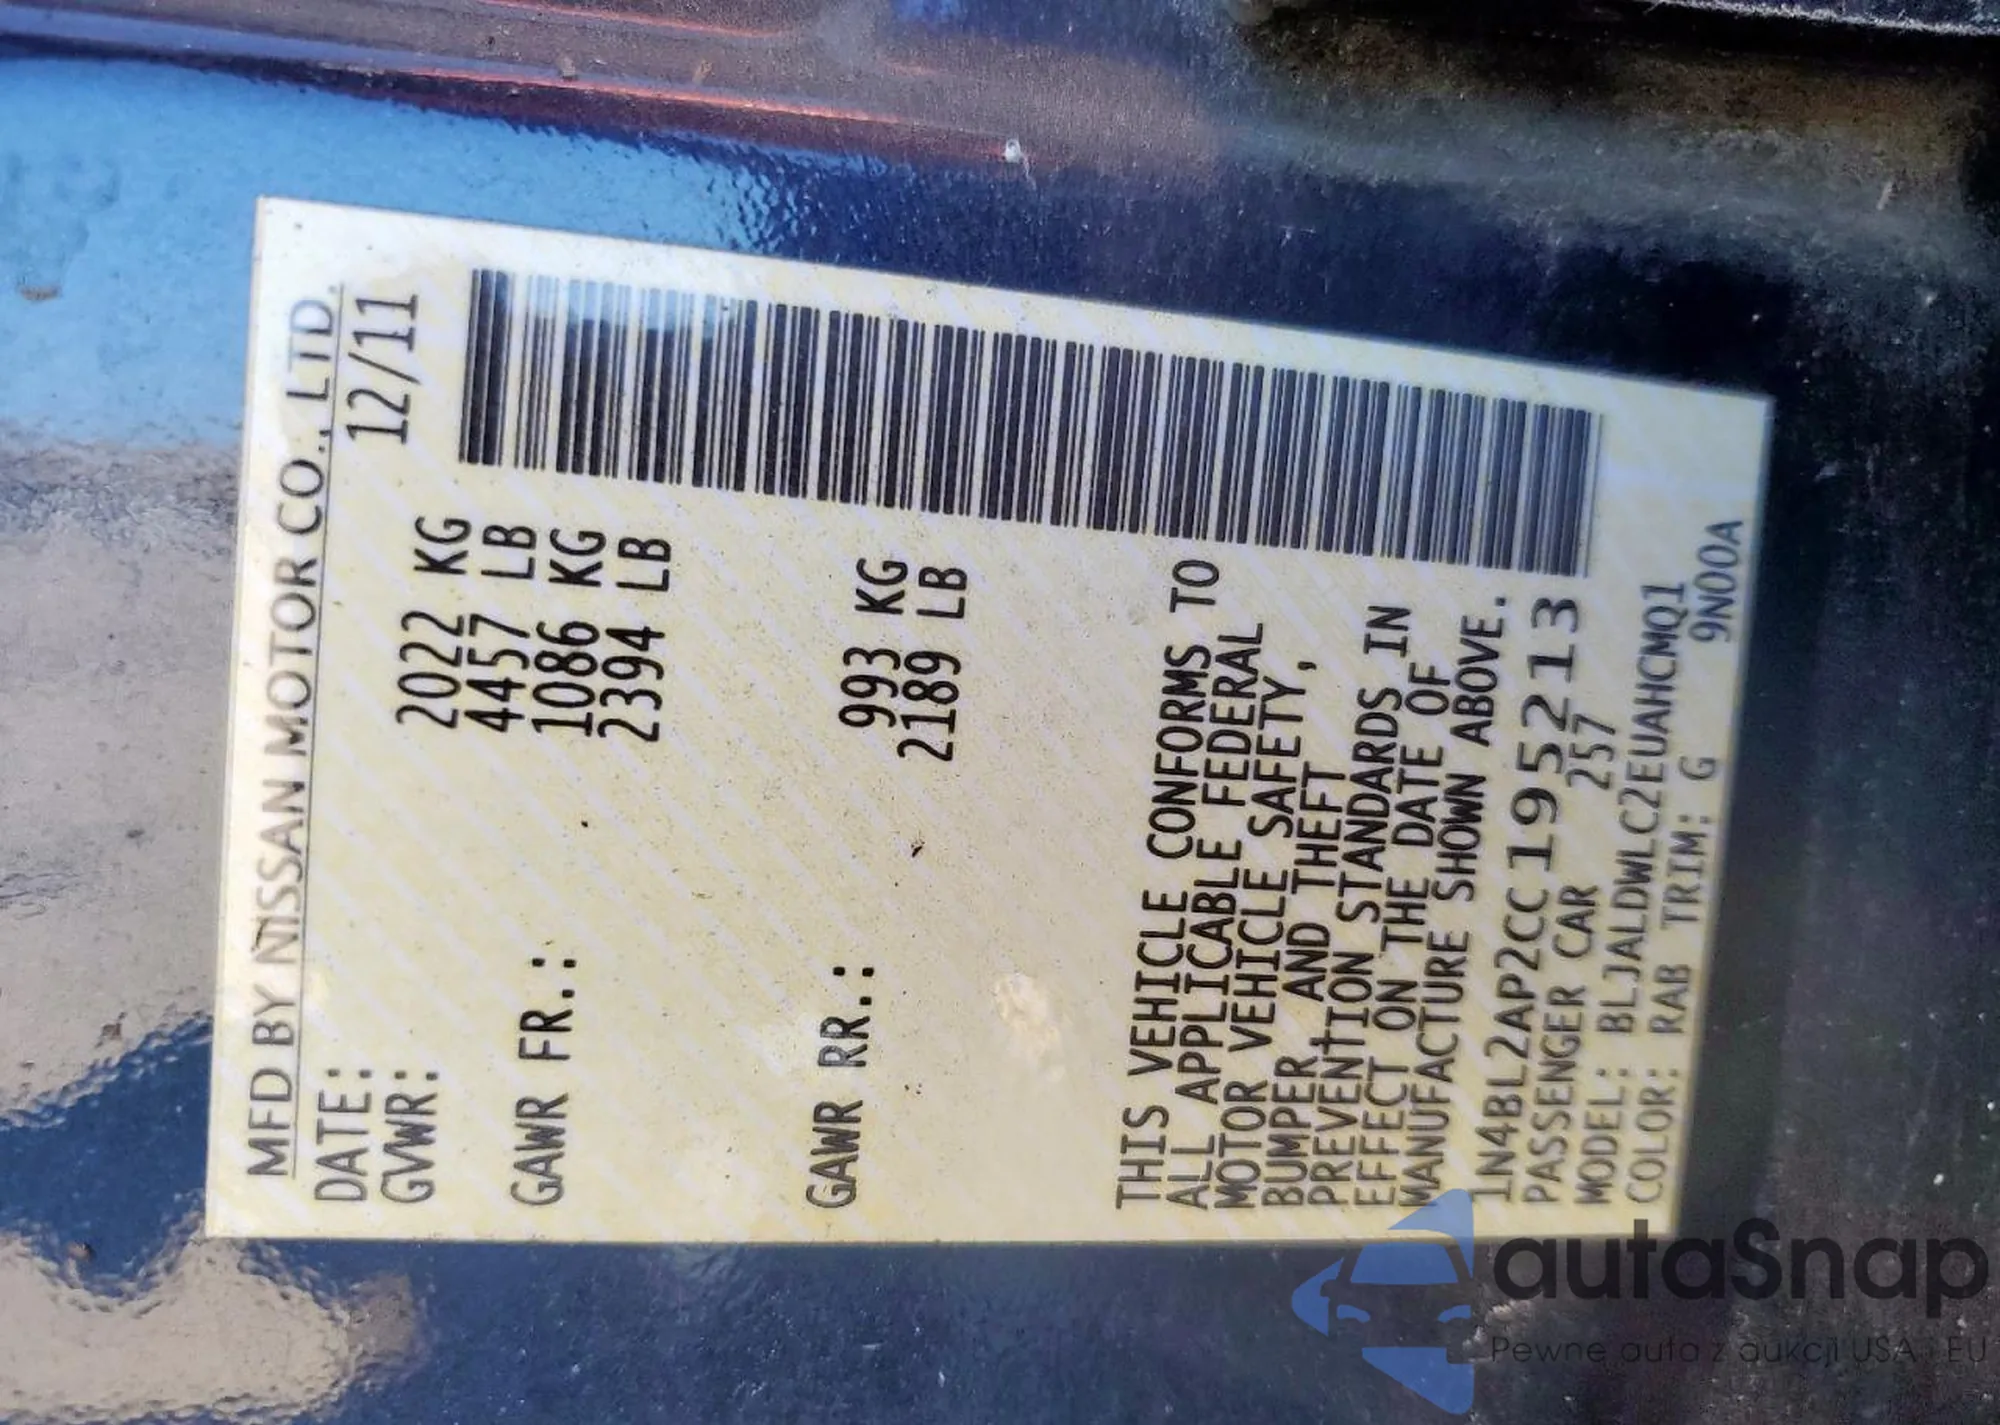 MFD BY NISSAN MOTOR CO., LTD.
DATE: 12/11
GVWR: 2022 KG
4457 LB
GAWR FR.: 1086 KG
2394 LB
GAWR RR.: 993 KG
2189 LB
THIS VEHICLE CONFORMS TO
ALL APPLICABLE FEDERAL
MOTOR VEHICLE SAFETY,
BUMPER AND THEFT
PREVENTION STANDARDS IN
EFFECT ON THE DATE OF
MANUFACTURE SHOWN ABOVE.
1N4BL2AP2CC195213
PASSENGER CAR 257
MODEL: BLJALDWLC2EUAHCMQ1
COLOR: RAB TRIM: G 9N00A
autaSnap
Pewne auta z aukcji USA i EU